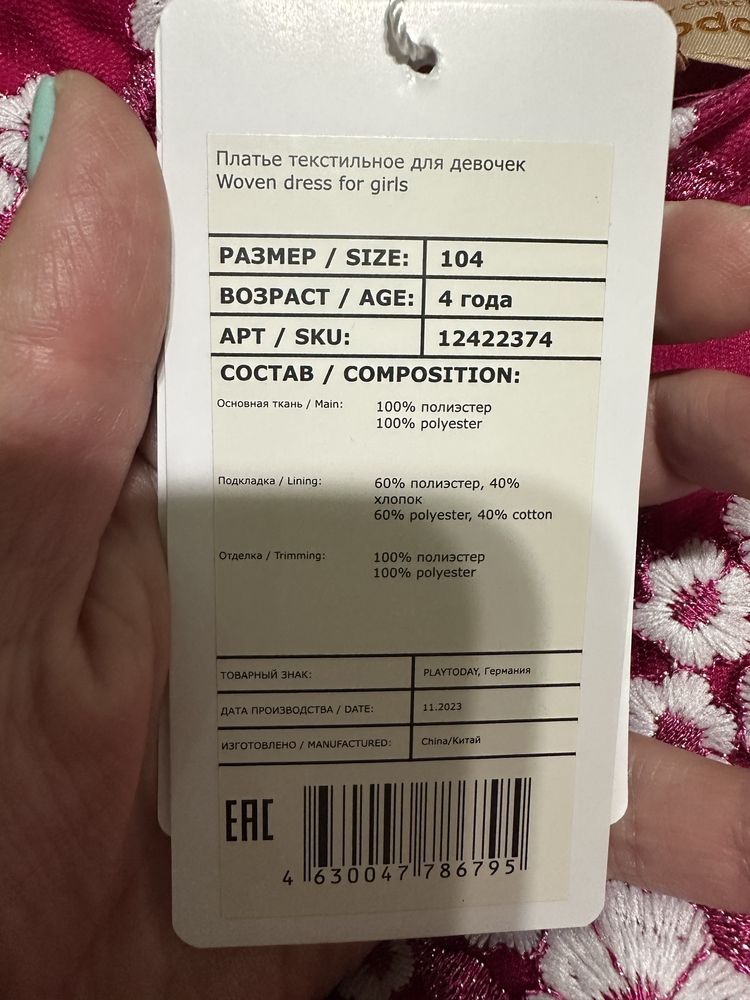 Платье текстильное для девочек
Woven dress for girls
РАЗМЕР / SIZE: 104
ВОЗРАСТ / AGE: 4 года
АРТ / SKU: 12422374
СОСТАВ / COMPOSITION:
Основная ткань / Main: 100% полиэстер
100% polyester
Подкладка / Lining: 60% полиэстер, 40%
хлопок
60% polyester, 40% cotton
Отделка / Trimming: 100% полиэстер
100% polyester
ТОВАРНЫЙ ЗНАК: PLAYTODAY, Германия
ДАТА ПРОИЗВОДСТВА / DATE: 11.2023
ИЗГОТОВЛЕНО / MANUFACTURED: China/Китай
EAC
4 630047 786795